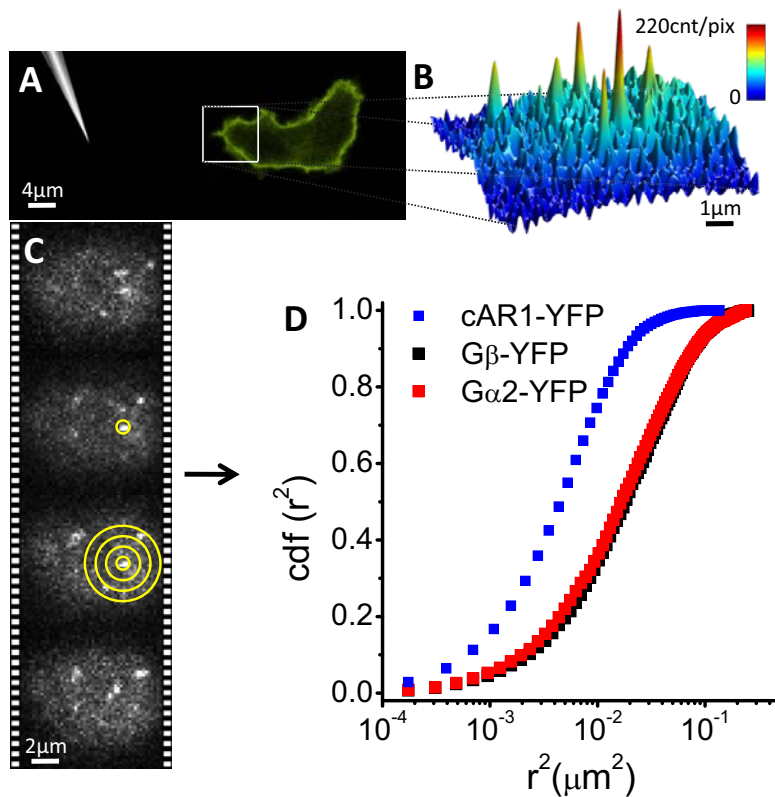 A
4μm
B
220cnt/pix
0
1μm
C
2μm
D
cAR1-YFP
Gβ-YFP
Gα2-YFP
cdf (r²)
1.0
0.8
0.6
0.4
0.2
0.0
10⁻⁴
10⁻³
10⁻²
10⁻¹
r²(μm²)